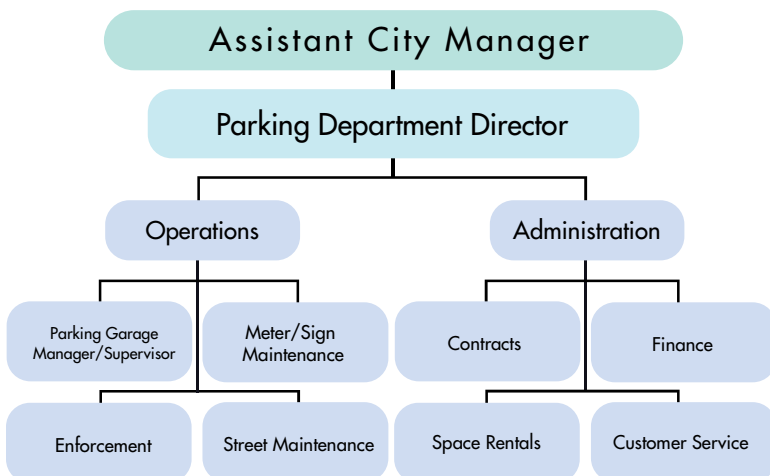 Assistant City Manager
Parking Department Director
Operations
Administration
Parking Garage
Manager/Supervisor
Meter/Sign
Maintenance
Contracts
Finance
Enforcement
Street Maintenance
Space Rentals
Customer Service